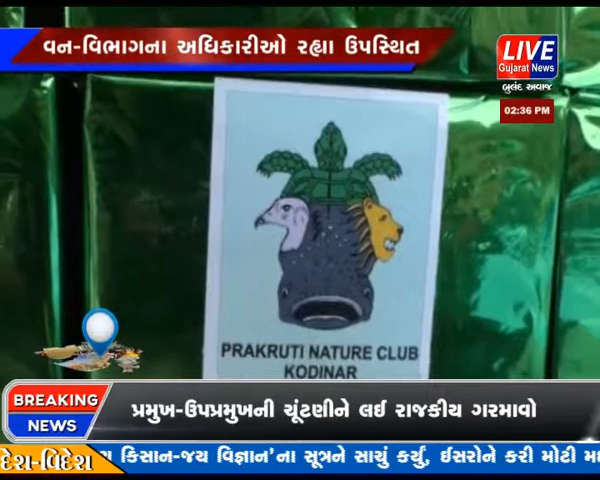 વન-વિભાગના અધિકારીઓ રહ્યા ઉપસ્થિત
LIVE
Gujarat News
બુલંદ અવાજ
02:36 PM
PRAKRUTI NATURE CLUB
KODINAR
BREAKING
NEWS
પ્રમુખ-ઉપપ્રમુખની ચૂંટણીને લઈ રાજકીય ગરમાવો
દેશ-વિદેશ
કિસાન-જય વિજ્ઞાન'ના સૂત્રને સાચું કર્યું, ઈસરોને કરી મોટી